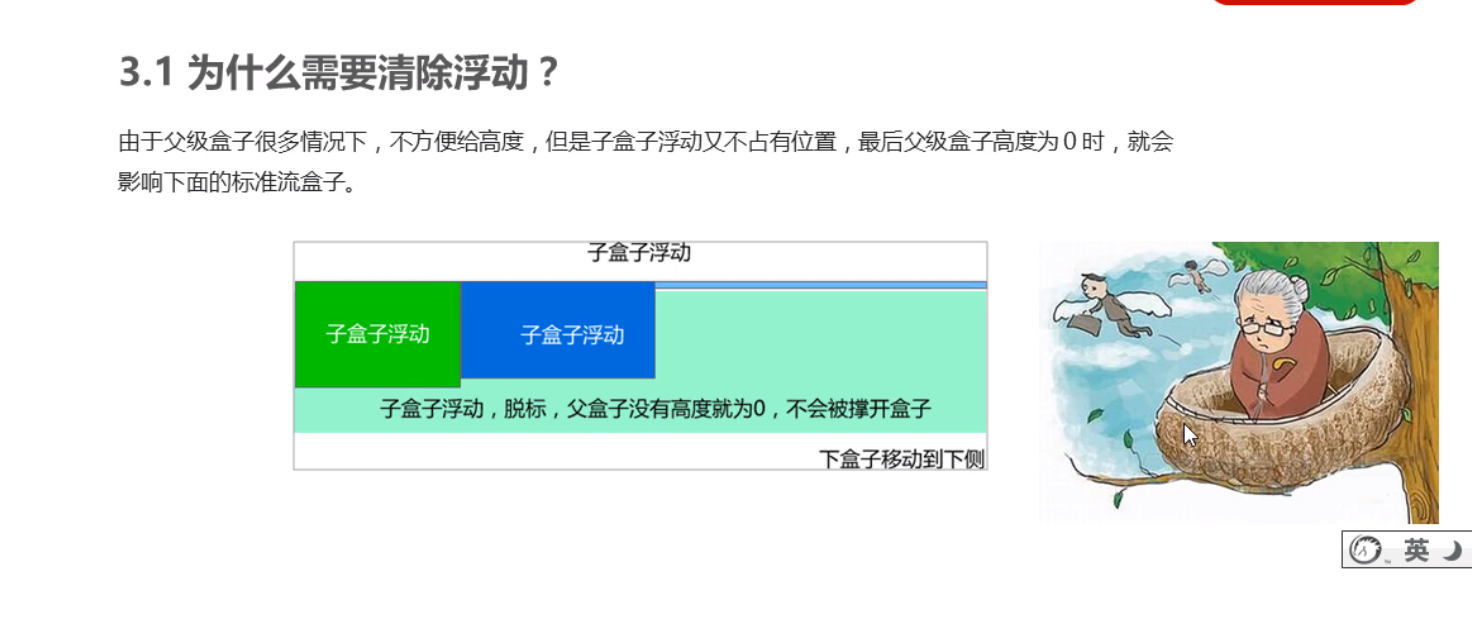 3.1 为什么需要清除浮动？
由于父级盒子很多情况下，不方便给高度，但是子盒子浮动又不占有位置，最后父级盒子高度为 0 时，就会
影响下面的标准流盒子。
子盒子浮动
子盒子浮动
子盒子浮动
子盒子浮动，脱标，父盒子没有高度就为0，不会被撑开盒子
下盒子移动到下侧
英